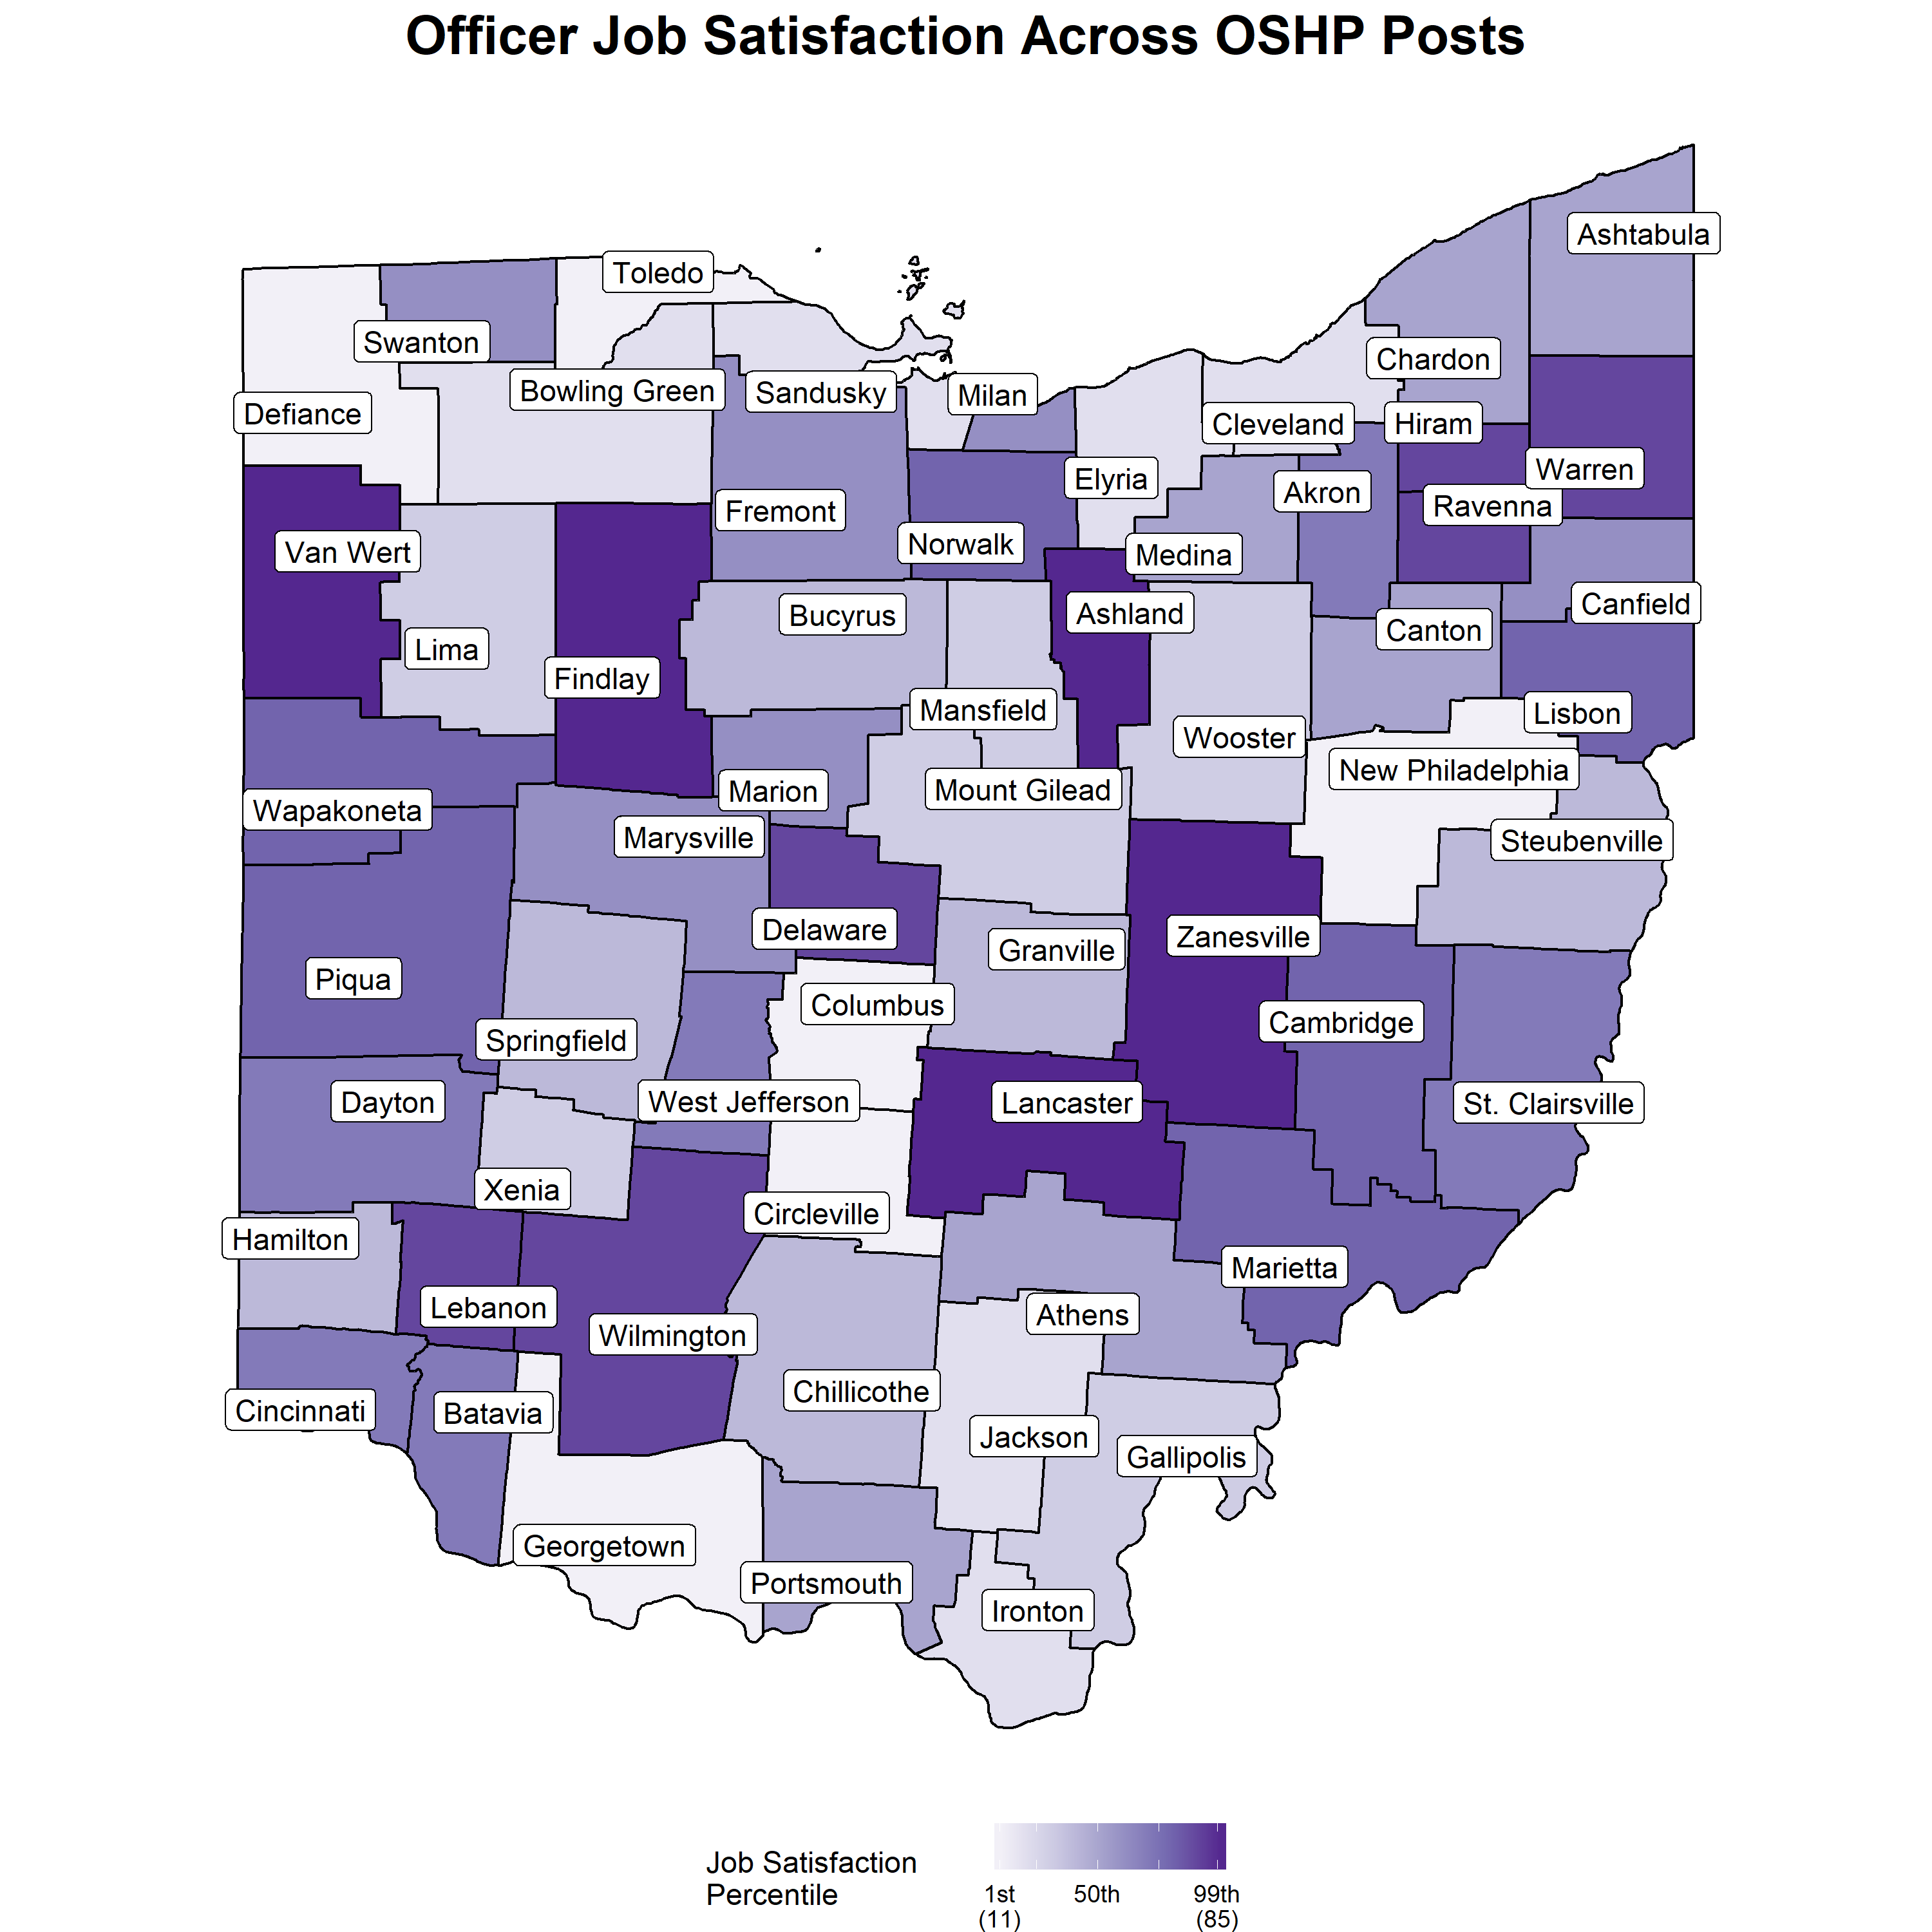 Officer Job Satisfaction Across OSHP Posts
Ashtabula
Toledo
Swanton
Chardon
Bowling Green
Sandusky
Milan
Defiance
Cleveland
Hiram
Warren
Elyria
Akron
Ravenna
Fremont
Norwalk
Van Wert
Medina
Canfield
Bucyrus
Ashland
Canton
Lima
Findlay
Mansfield
Lisbon
Wooster
New Philadelphia
Marion
Mount Gilead
Wapakoneta
Marysville
Steubenville
Delaware
Zanesville
Granville
Piqua
Columbus
Cambridge
Springfield
Dayton
West Jefferson
Lancaster
St. Clairsville
Xenia
Circleville
Hamilton
Marietta
Lebanon
Athens
Wilmington
Chillicothe
Cincinnati
Batavia
Jackson
Gallipolis
Georgetown
Portsmouth
Ironton
Job Satisfaction
Percentile
1st 50th 99th
(11) (85)